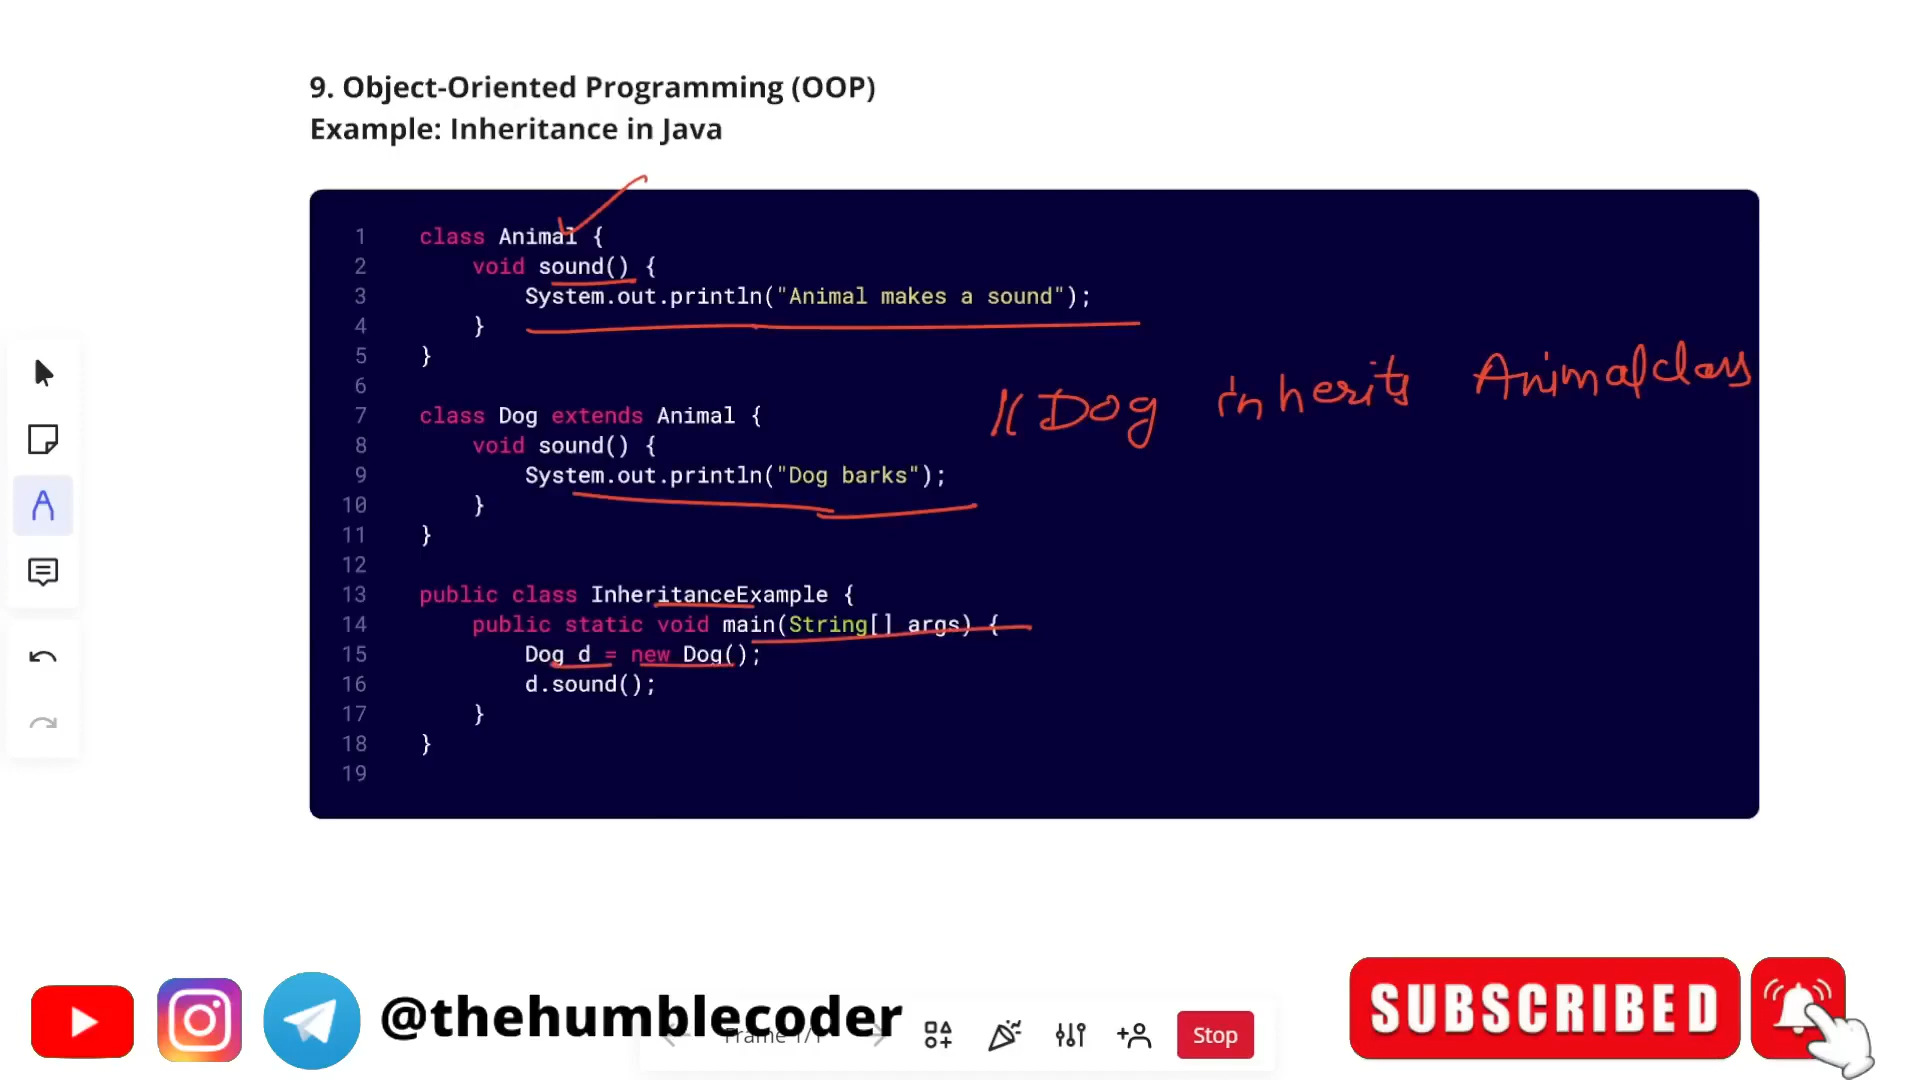 9. Object-Oriented Programming (OOP)
Example: Inheritance in Java
1 class Animal {
2 void sound() {
3 System.out.println("Animal makes a sound");
4 }
5 }
6
7 class Dog extends Animal {
8 void sound() {
9 System.out.println("Dog barks");
10 }
11 }
12
13 public class InheritanceExample {
14 public static void main(String[] args) {
15 Dog d = new Dog();
16 d.sound();
17 }
18 }
19
// Dog inherits Animal class
@thehumblecoder
Frame 1/1
Stop
SUBSCRIBED